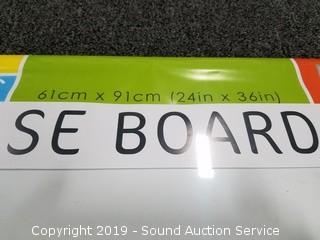 61cm x 91cm (24in x 36in)
SE BOARD
Copyright 2019 - Sound Auction Service